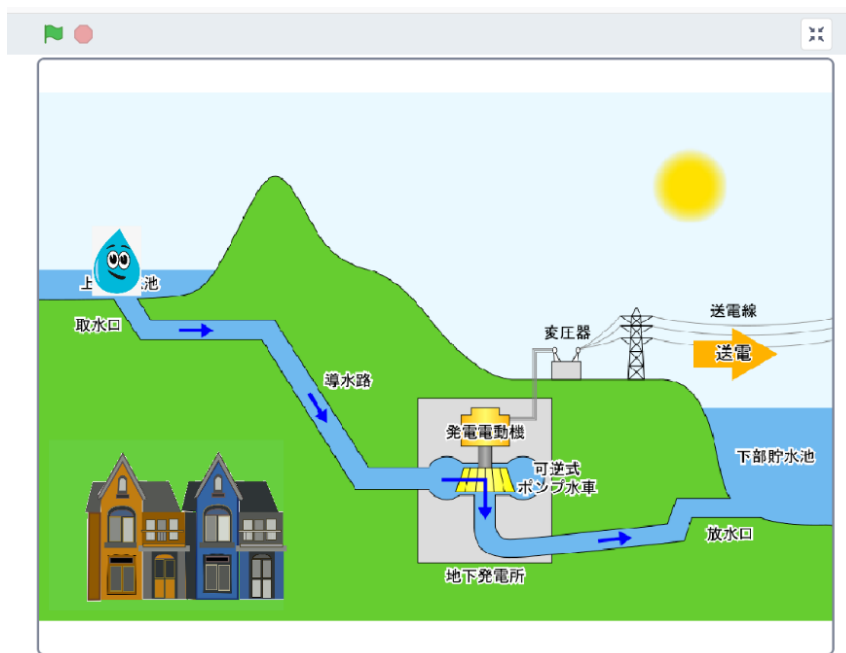 上
池
取水口
導水路
変圧器
送電線
送電
発電電動機
可逆式
ポンプ水車
下部貯水池
放水口
地下発電所